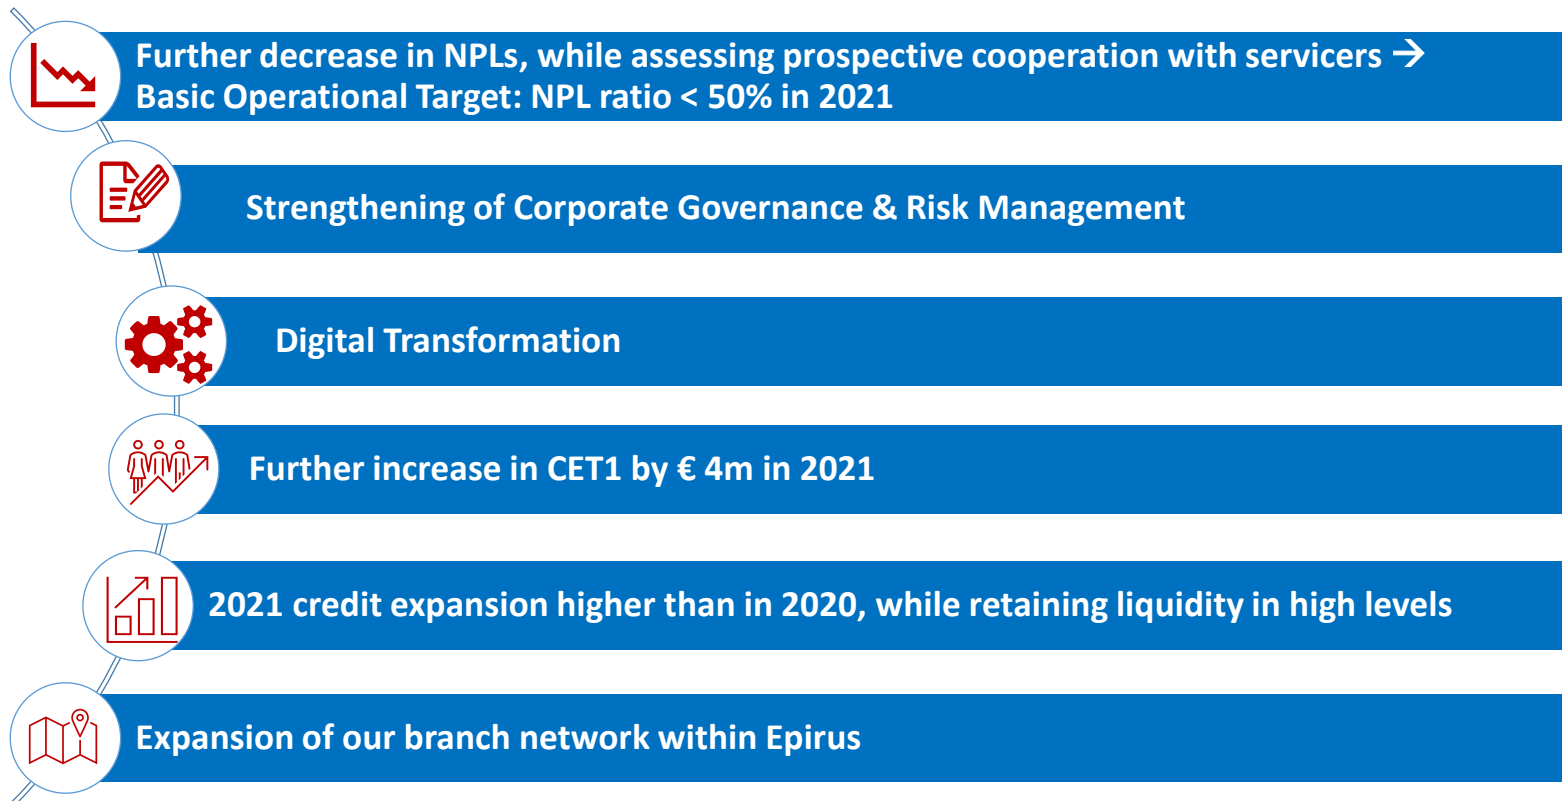 Further decrease in NPLs, while assessing prospective cooperation with servicers →
Basic Operational Target: NPL ratio < 50% in 2021
Strengthening of Corporate Governance & Risk Management
Digital Transformation
Further increase in CET1 by € 4m in 2021
2021 credit expansion higher than in 2020, while retaining liquidity in high levels
Expansion of our branch network within Epirus